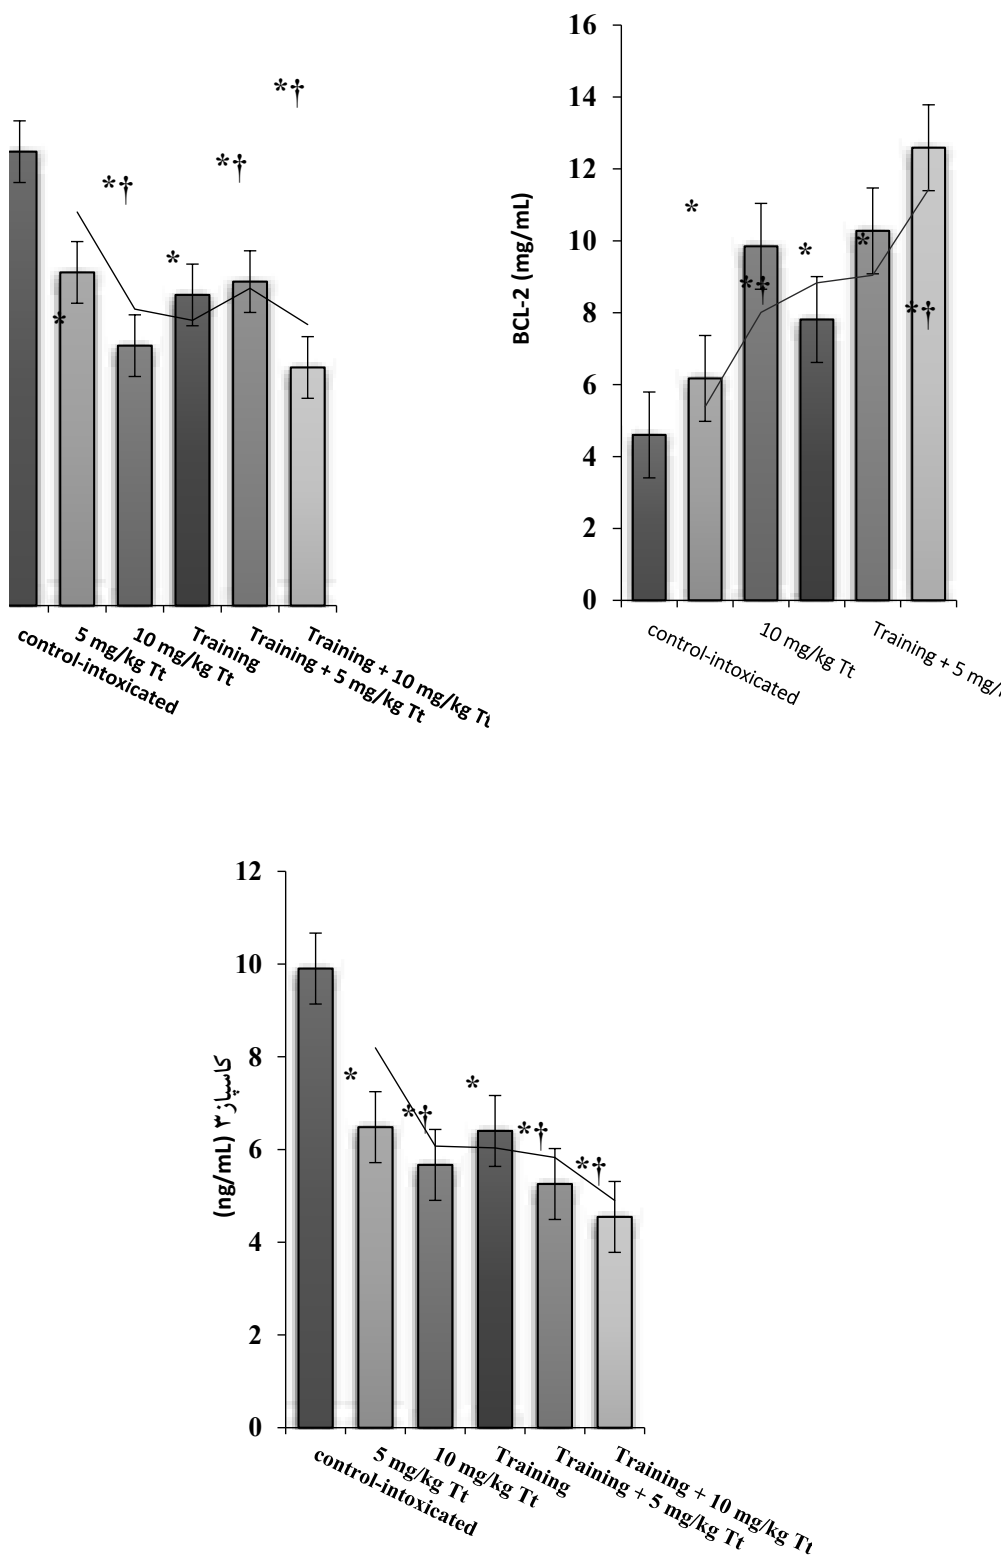 *†
*†
*†
*
*
control-intoxicated
5 mg/kg Tt
10 mg/kg Tt
Training
Training + 5 mg/kg Tt
Training + 10 mg/kg Tt
BCL-2 (mg/mL)
16
14
12
10
8
6
4
2
0
*
*
*
*†
*†
control-intoxicated
10 mg/kg Tt
Training + 5 mg/k
کاسپاز ۳ (ng/mL)
12
10
8
6
4
2
0
*
*
*†
*†
*†
control-intoxicated
5 mg/kg Tt
10 mg/kg Tt
Training
Training + 5 mg/kg Tt
Training + 10 mg/kg Tt